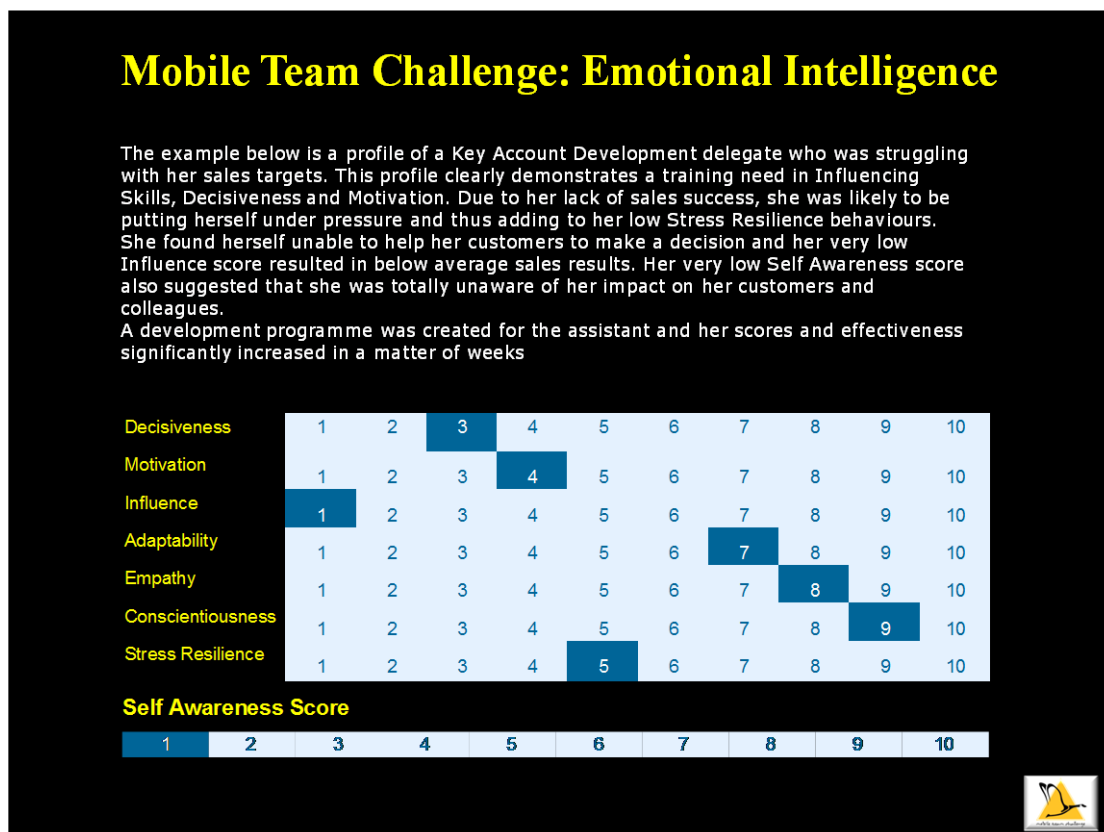 Mobile Team Challenge: Emotional Intelligence
The example below is a profile of a Key Account Development delegate who was struggling
with her sales targets. This profile clearly demonstrates a training need in Influencing
Skills, Decisiveness and Motivation. Due to her lack of sales success, she was likely to be
putting herself under pressure and thus adding to her low Stress Resilience behaviours.
She found herself unable to help her customers to make a decision and her very low
Influence score resulted in below average sales results. Her very low Self Awareness score
also suggested that she was totally unaware of her impact on her customers and
colleagues.
A development programme was created for the assistant and her scores and effectiveness
significantly increased in a matter of weeks
Decisiveness 1 2 3 4 5 6 7 8 9 10
Motivation 1 2 3 4 5 6 7 8 9 10
Influence 1 2 3 4 5 6 7 8 9 10
Adaptability 1 2 3 4 5 6 7 8 9 10
Empathy 1 2 3 4 5 6 7 8 9 10
Conscientiousness 1 2 3 4 5 6 7 8 9 10
Stress Resilience 1 2 3 4 5 6 7 8 9 10
Self Awareness Score
1 2 3 4 5 6 7 8 9 10
mobile team challenge